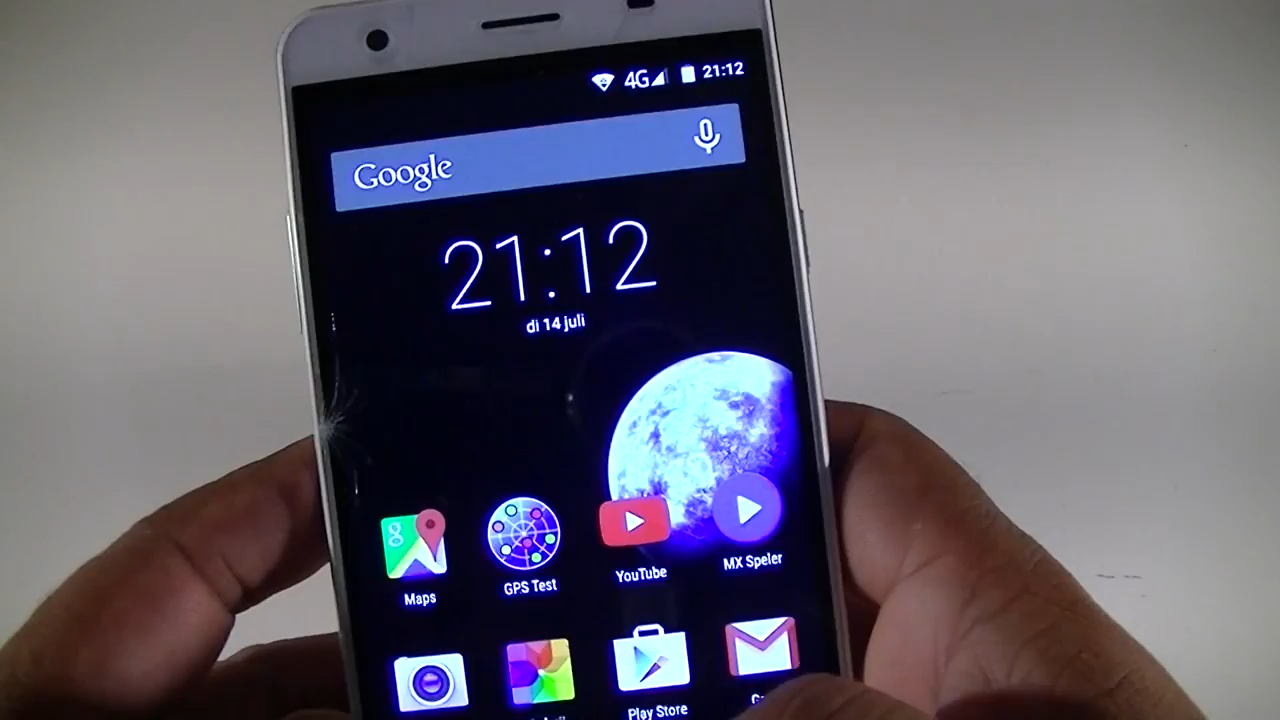 4G 21:12
Google
21:12
di 14 juli
Maps
GPS Test
YouTube
MX Speler
Play Store